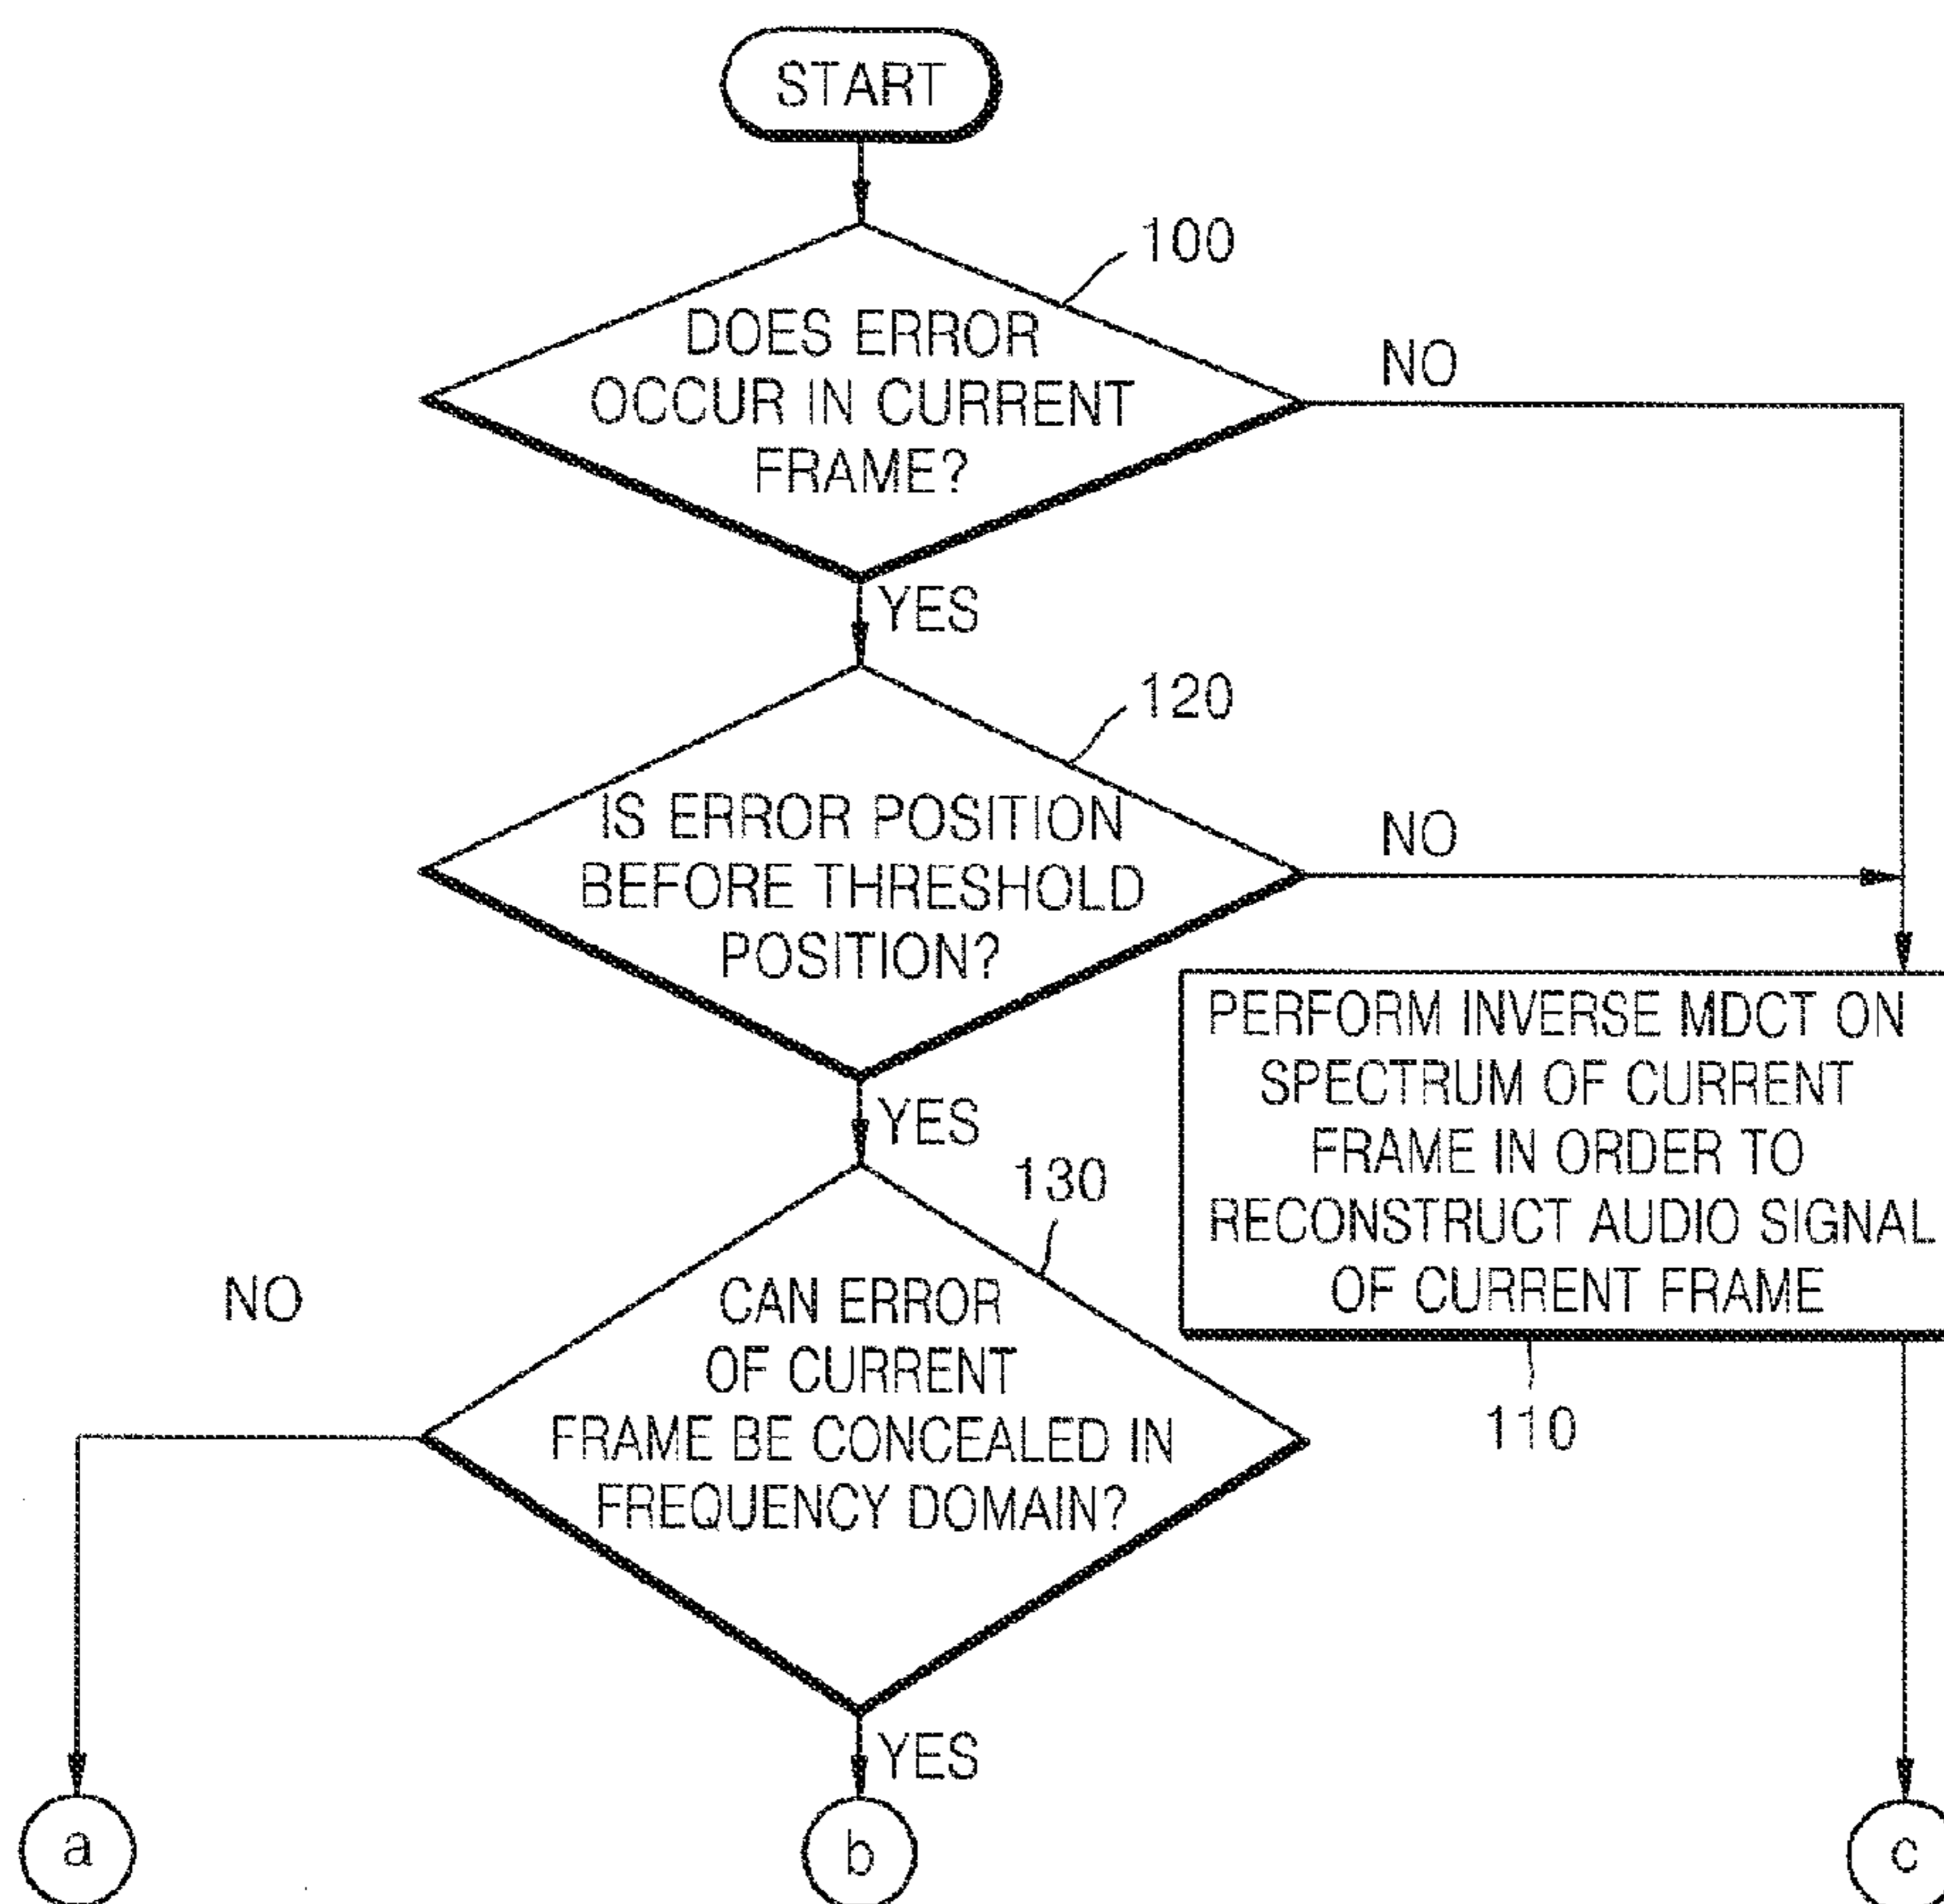 START
100
DOES ERROR
OCCUR IN CURRENT
FRAME?
NO
YES
120
IS ERROR POSITION
BEFORE THRESHOLD
POSITION?
NO
YES
PERFORM INVERSE MDCT ON
SPECTRUM OF CURRENT
FRAME IN ORDER TO
RECONSTRUCT AUDIO SIGNAL
OF CURRENT FRAME
110
130
CAN ERROR
OF CURRENT
FRAME BE CONCEALED IN
FREQUENCY DOMAIN?
NO
YES
a
b
c